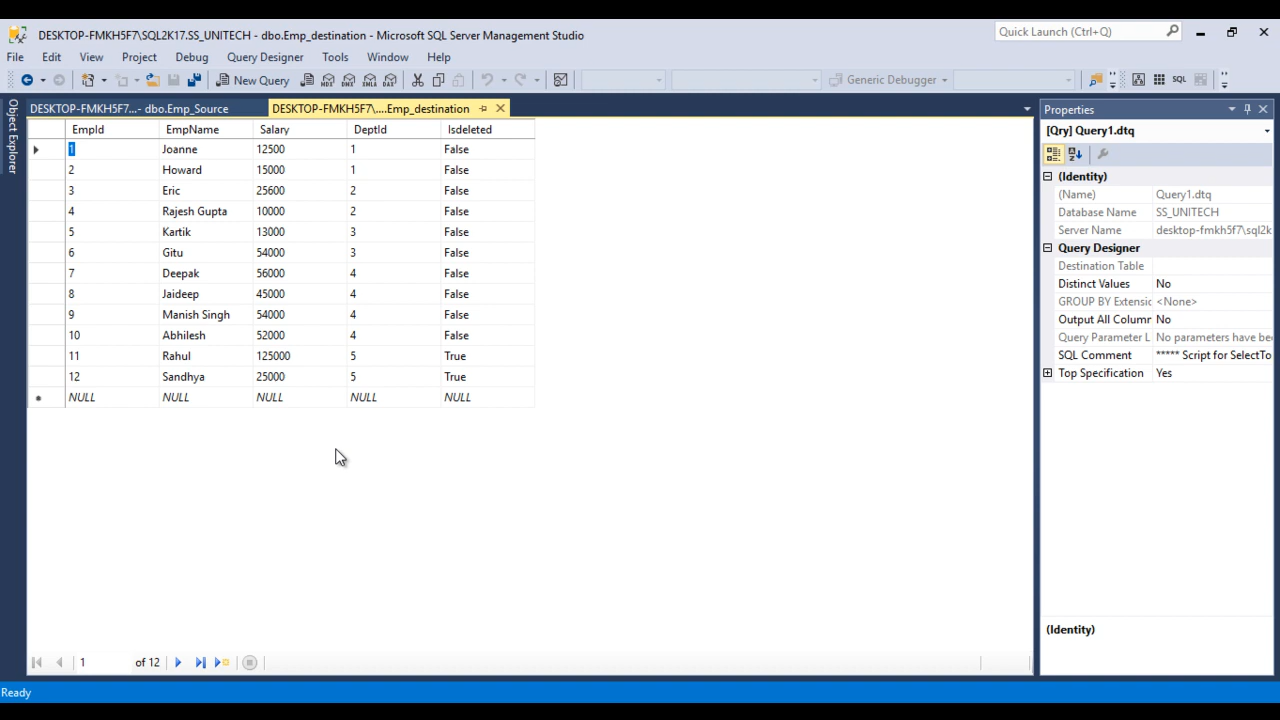 DESKTOP-FMKH5F7\SQL2K17.SS_UNITECH - dbo.Emp_destination - Microsoft SQL Server Management Studio
Quick Launch (Ctrl+Q)
File Edit View Project Debug Query Designer Tools Window Help
New Query MDX DMX XMLA DAX Generic Debugger SQL
Object Explorer
DESKTOP-FMKH5F7...- dbo.Emp_Source DESKTOP-FMKH5F7\....Emp_destination
EmpId EmpName Salary DeptId Isdeleted
1 Joanne 12500 1 False
2 Howard 15000 1 False
3 Eric 25600 2 False
4 Rajesh Gupta 10000 2 False
5 Kartik 13000 3 False
6 Gitu 54000 3 False
7 Deepak 56000 4 False
8 Jaideep 45000 4 False
9 Manish Singh 54000 4 False
10 Abhilesh 52000 4 False
11 Rahul 125000 5 True
12 Sandhya 25000 5 True
NULL NULL NULL NULL NULL
1 of 12
Properties
[Qry] Query1.dtq
(Identity)
(Name) Query1.dtq
Database Name SS_UNITECH
Server Name desktop-fmkh5f7\sql2k
Query Designer
Destination Table
Distinct Values No
GROUP BY Extensic <None>
Output All Column No
Query Parameter L No parameters have bee
SQL Comment ***** Script for SelectTo
Top Specification Yes
(Identity)
Ready